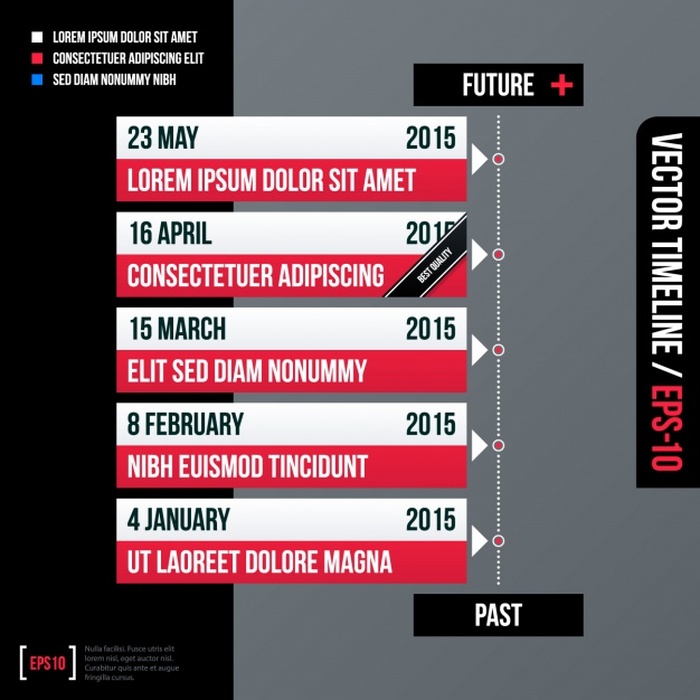 LOREM IPSUM DOLOR SIT AMET
CONSECTETUER ADIPISCING ELIT
SED DIAM NONUMMY NIBH
FUTURE +
23 MAY 2015
LOREM IPSUM DOLOR SIT AMET
16 APRIL 2015
CONSECTETUER ADIPISCING
BEST QUALITY
15 MARCH 2015
ELIT SED DIAM NONUMMY
8 FEBRUARY 2015
NIBH EUISMOD TINCIDUNT
4 JANUARY 2015
UT LAOREET DOLORE MAGNA
PAST
VECTOR TIMELINE / EPS-10
[EPS10]
Nulla facilisi. Fusce utris elit
lorem nisl, eget auctor nisl.
Curabitur quis ante et augue
fringilla cursus.